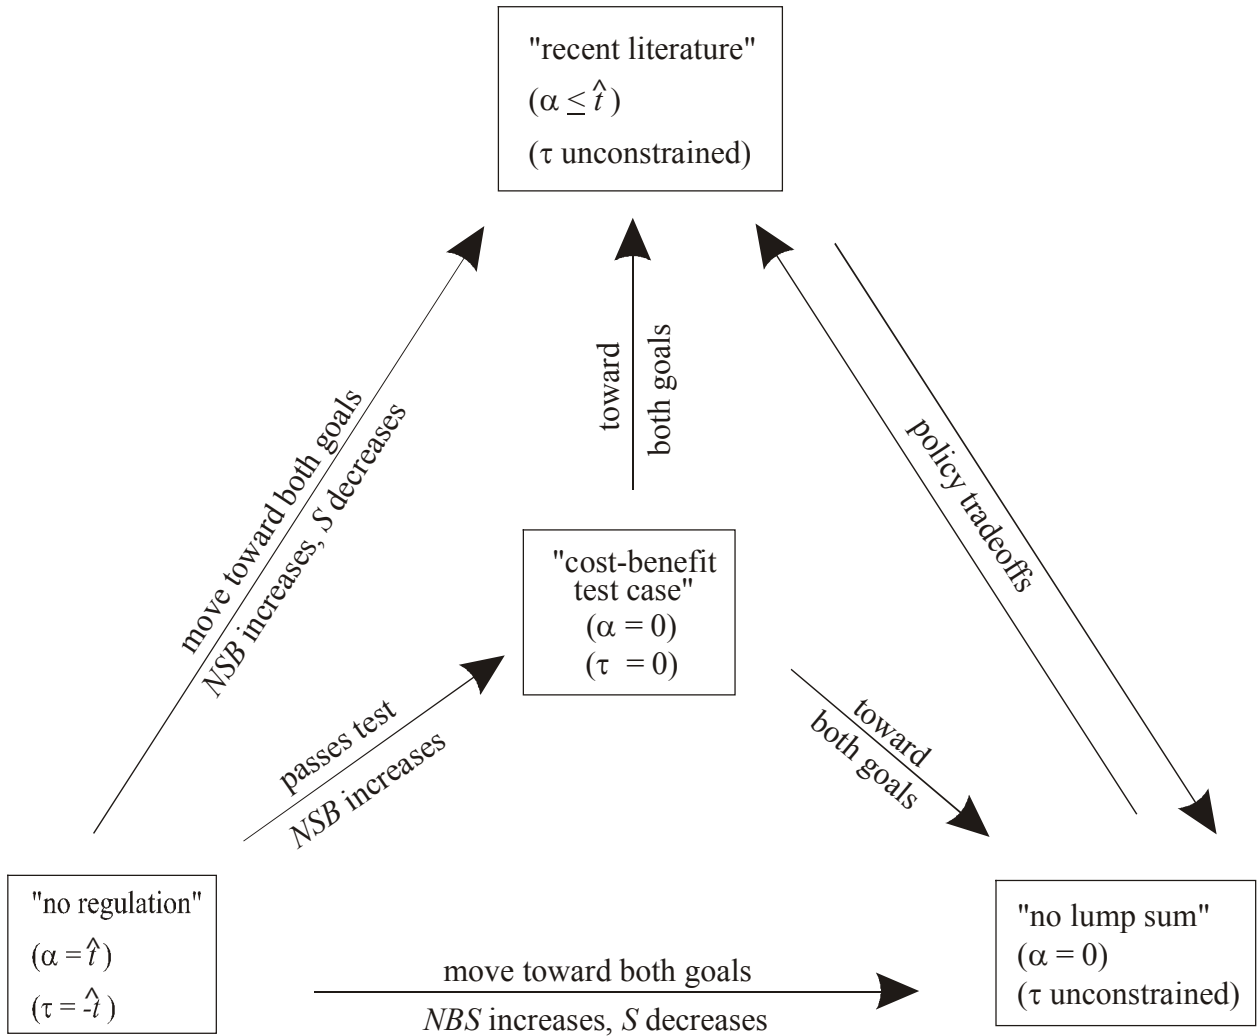 "recent literature"
(α ≤ t̂ )
(τ unconstrained)
toward
both goals
move toward both goals
NSB increases, S decreases
policy tradeoffs
"cost-benefit
test case"
(α = 0)
(τ = 0)
passes test
NSB increases
toward
both goals
"no regulation"
(α = t̂ )
(τ = -t̂ )
move toward both goals
NBS increases, S decreases
"no lump sum"
(α = 0)
(τ unconstrained)